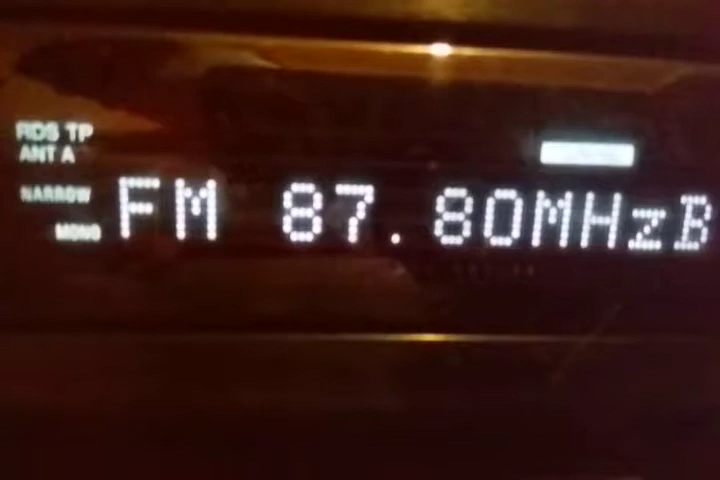 RDS TP
ANT A
NARROW
MONO
FM 87.80MHzB